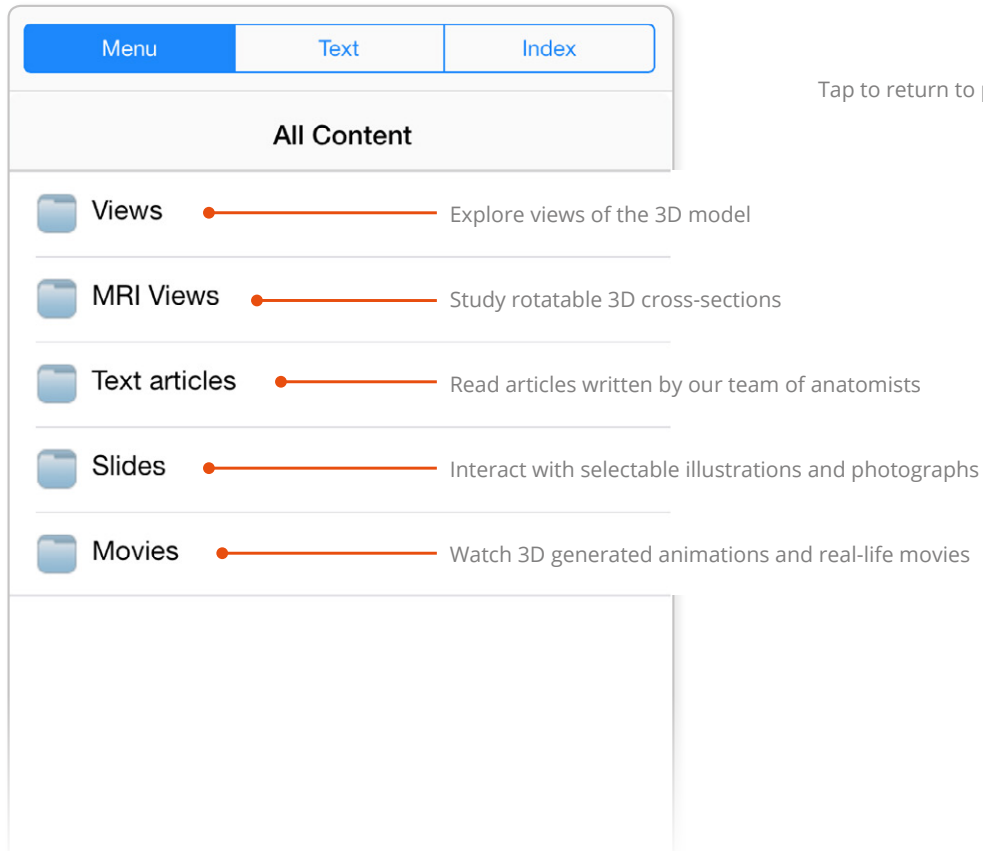 Menu Text Index
Tap to return to
All Content
Views Explore views of the 3D model
MRI Views Study rotatable 3D cross-sections
Text articles Read articles written by our team of anatomists
Slides Interact with selectable illustrations and photographs
Movies Watch 3D generated animations and real-life movies